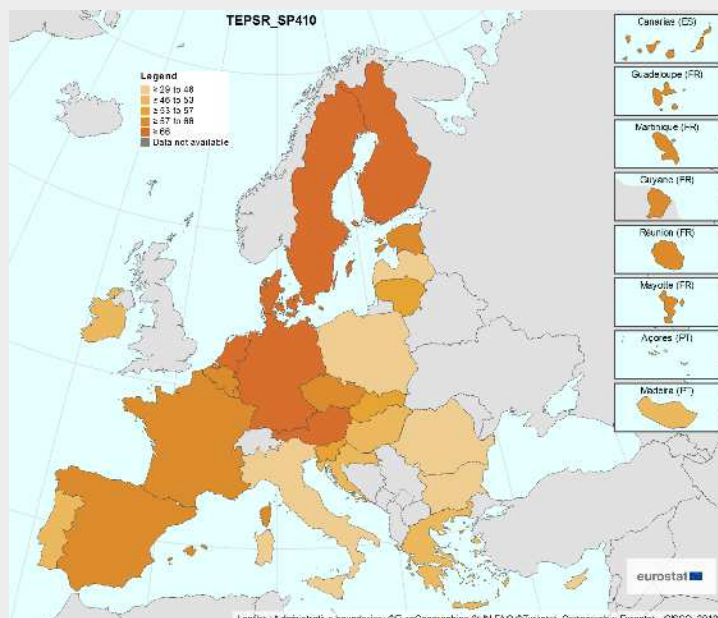 TEPSR_SP410
Legend
≥ 29 to 46
≥ 46 to 53
≥ 53 to 57
≥ 57 to 66
≥ 66
Data not available
Canarias (ES)
Guadeloupe (FR)
Martinique (FR)
Guyane (FR)
Réunion (FR)
Mayotte (FR)
Açores (PT)
Madeira (PT)
eurostat